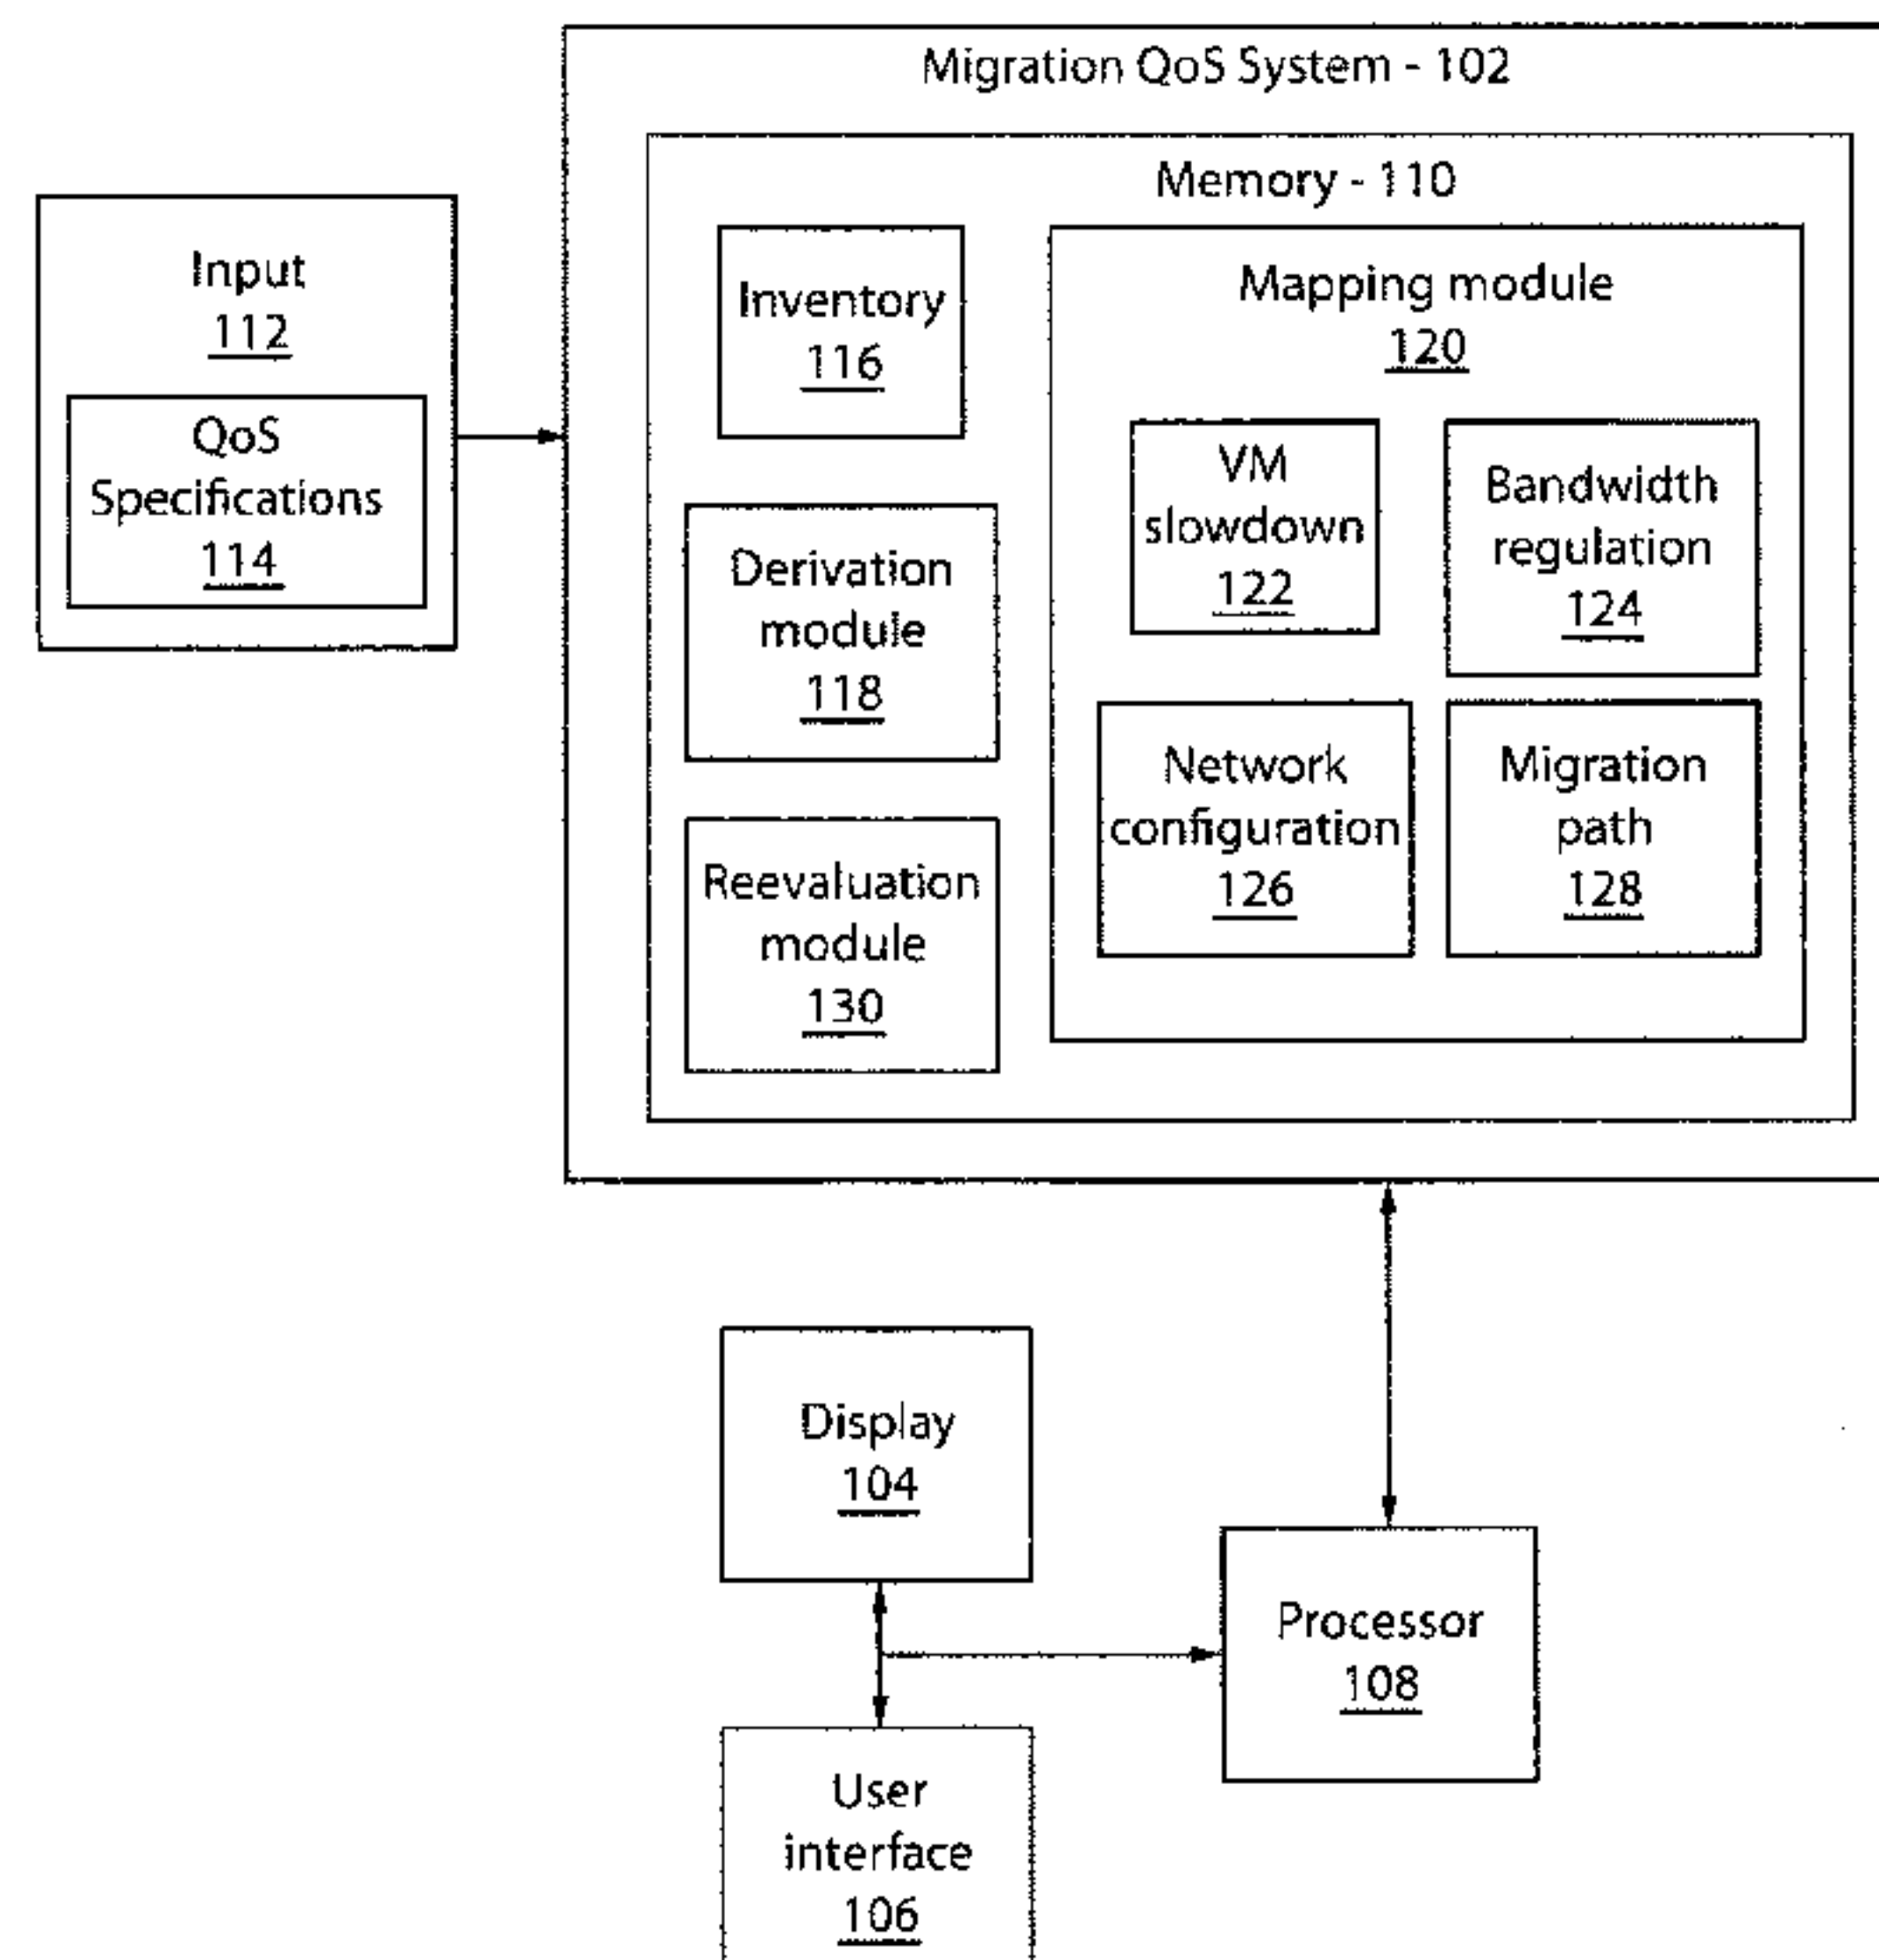 Migration QoS System - 102
Memory - 110
Input
112
QoS
Specifications
114
Inventory
116
Derivation
module
118
Reevaluation
module
130
Mapping module
120
VM
slowdown
122
Bandwidth
regulation
124
Network
configuration
126
Migration
path
128
Display
104
Processor
108
User
interface
106